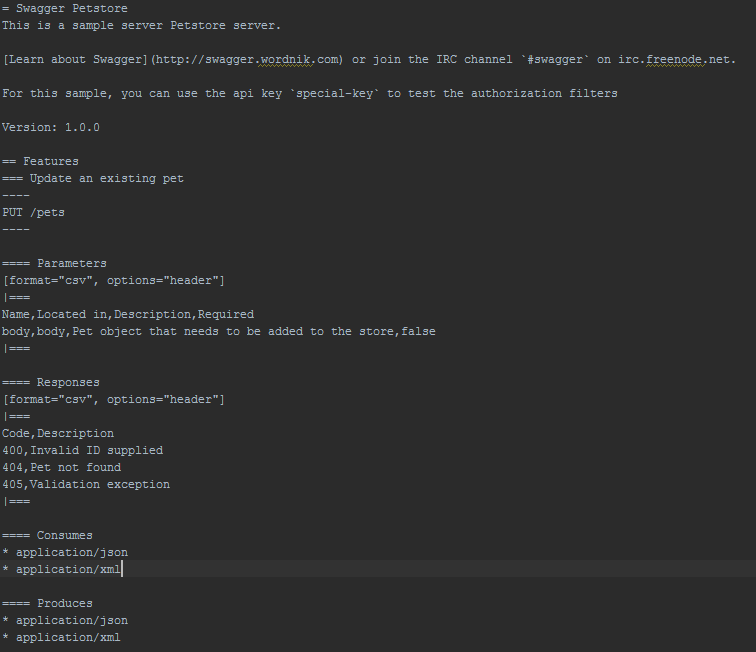 = Swagger Petstore
This is a sample server Petstore server.
[Learn about Swagger](http://swagger.wordnik.com) or join the IRC channel `#swagger` on irc.freenode.net.
For this sample, you can use the api key `special-key` to test the authorization filters
Version: 1.0.0
== Features
=== Update an existing pet
----
PUT /pets
----
==== Parameters
[format="csv", options="header"]
|===
Name,Located in,Description,Required
body,body,Pet object that needs to be added to the store,false
|===
==== Responses
[format="csv", options="header"]
|===
Code,Description
400,Invalid ID supplied
404,Pet not found
405,Validation exception
|===
==== Consumes
* application/json
* application/xml
==== Produces
* application/json
* application/xml